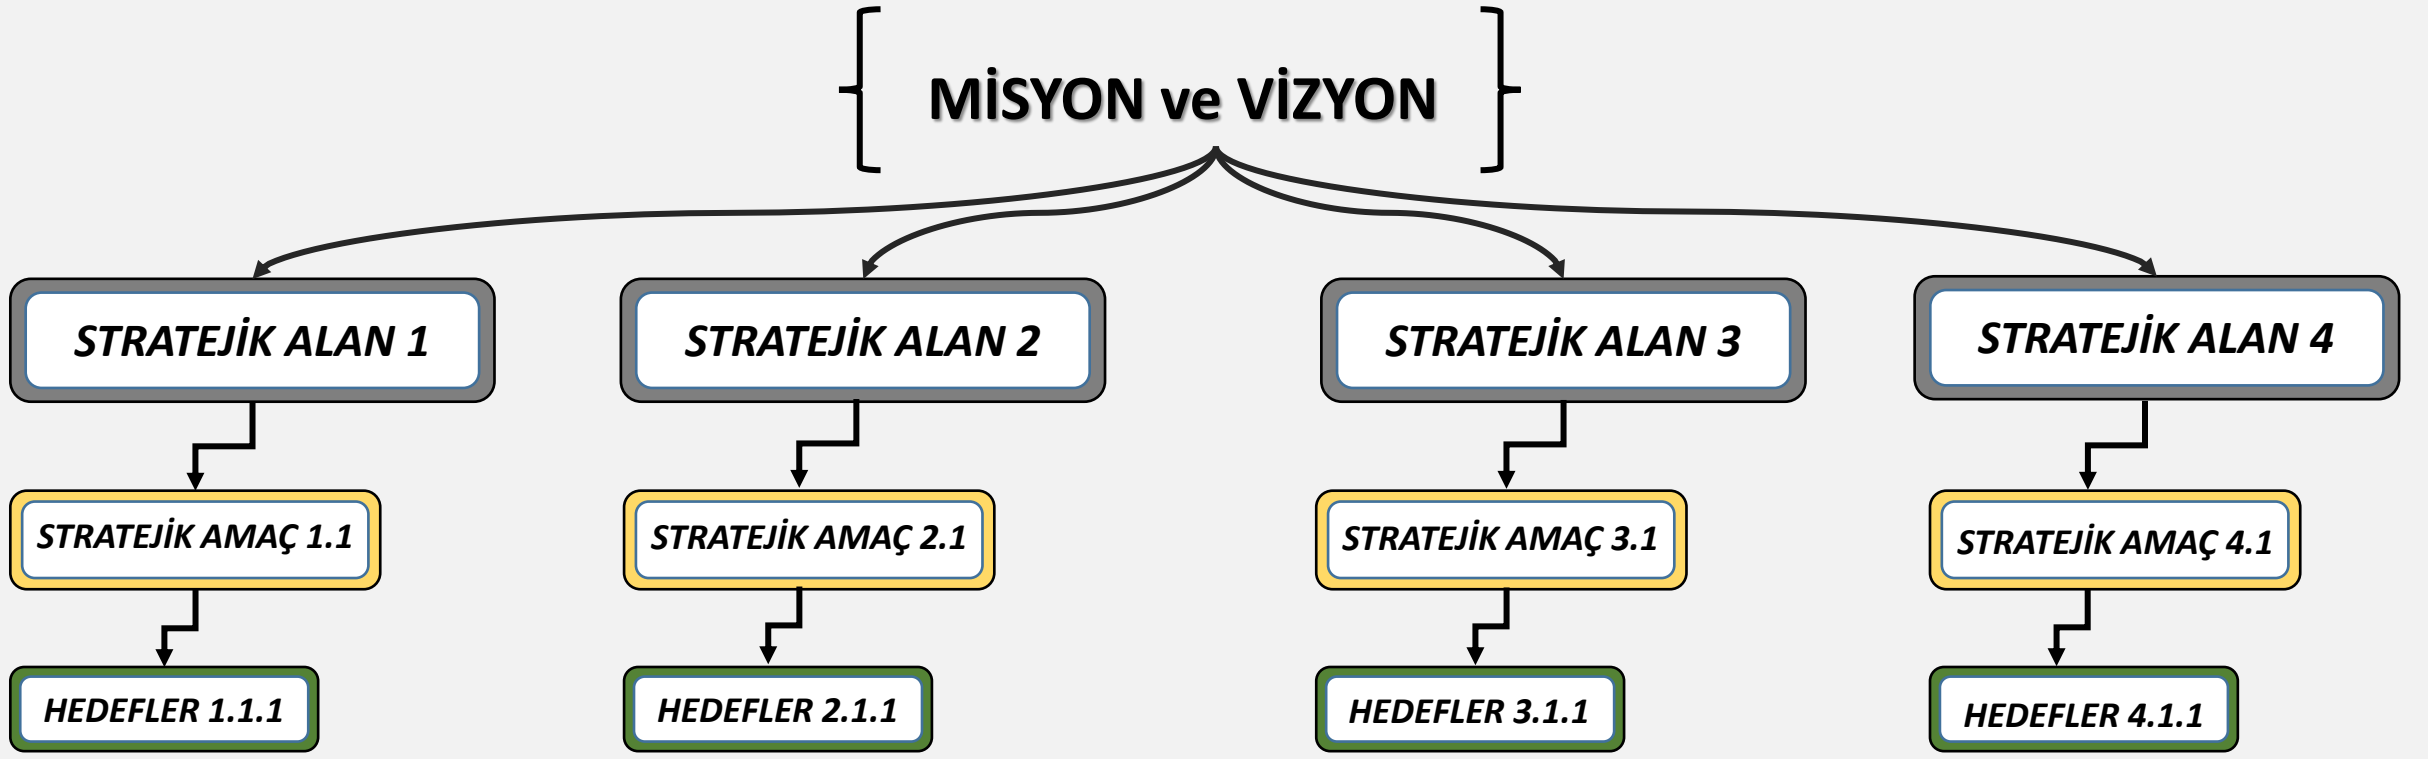 MİSYON ve VİZYON
STRATEJİK ALAN 1
STRATEJİK ALAN 2
STRATEJİK ALAN 3
STRATEJİK ALAN 4
STRATEJİK AMAÇ 1.1
STRATEJİK AMAÇ 2.1
STRATEJİK AMAÇ 3.1
STRATEJİK AMAÇ 4.1
HEDEFLER 1.1.1
HEDEFLER 2.1.1
HEDEFLER 3.1.1
HEDEFLER 4.1.1